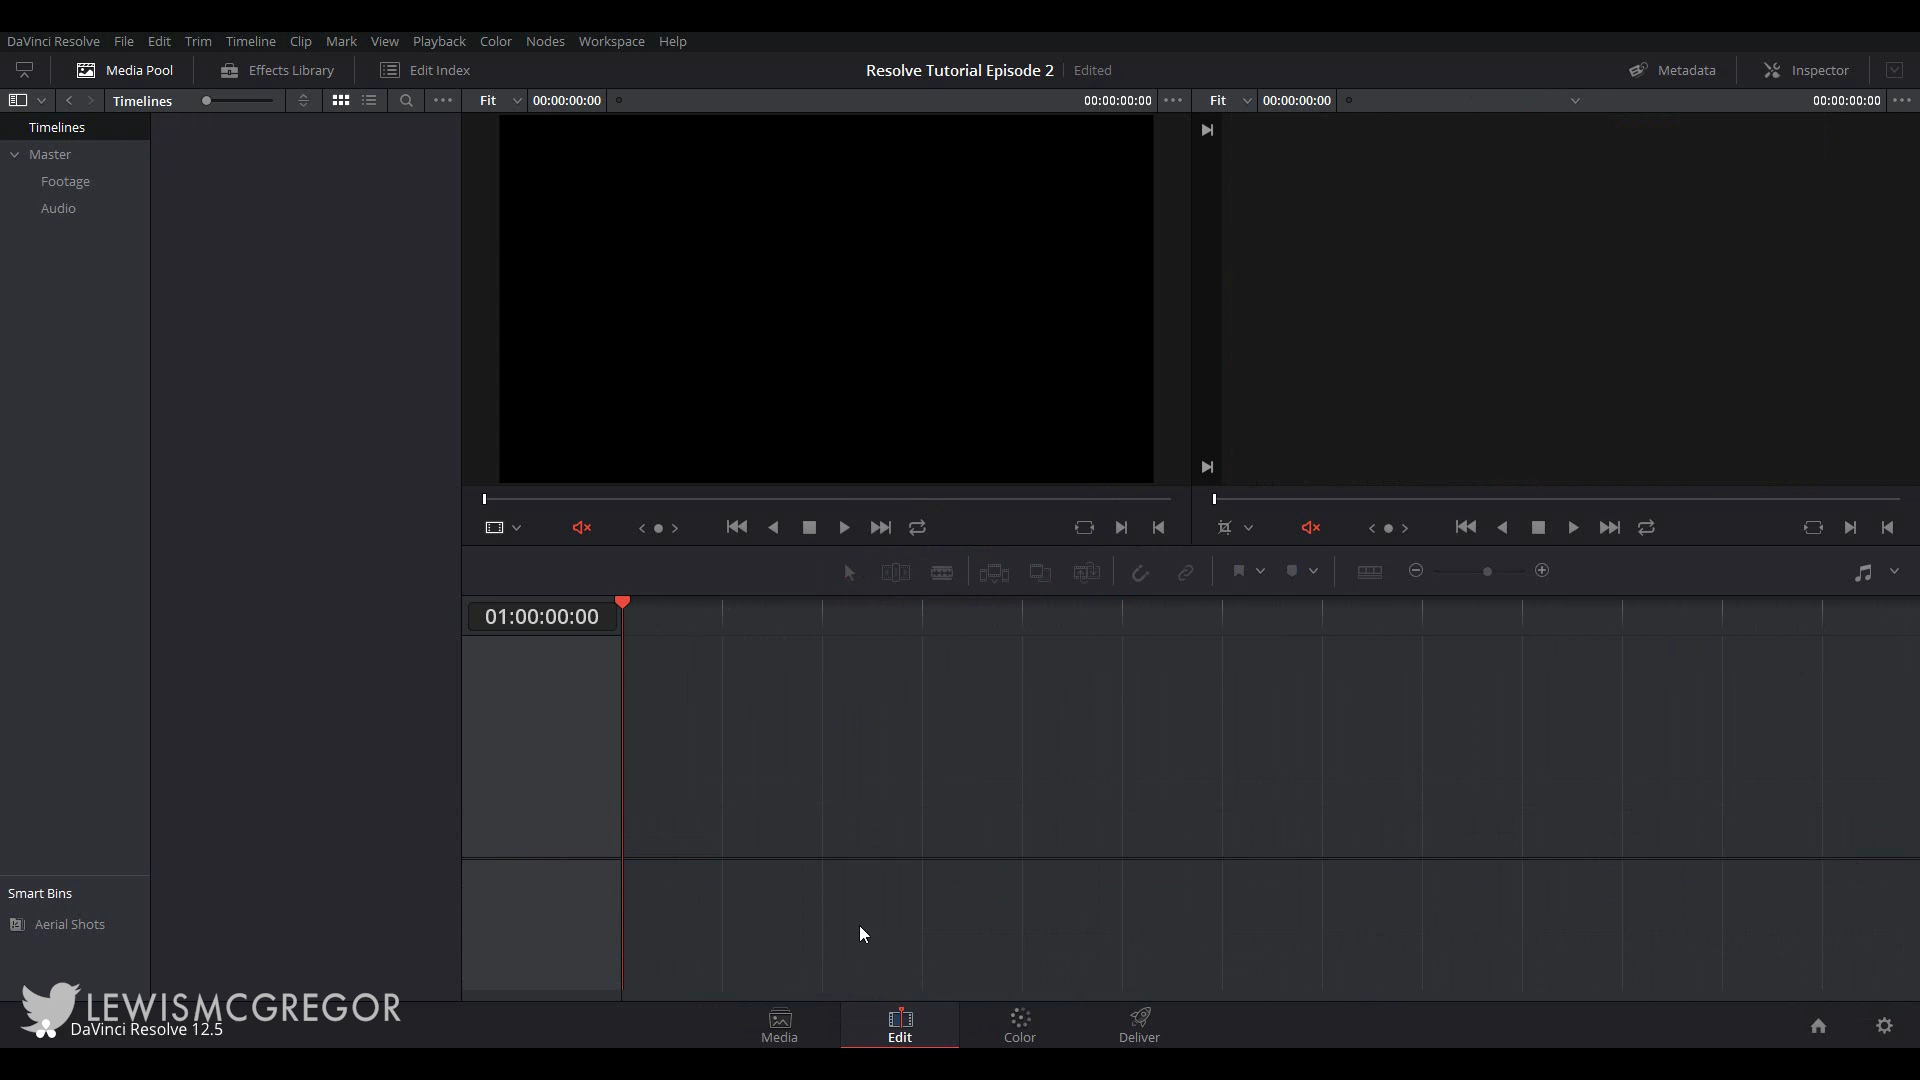 DaVinci Resolve File Edit Trim Timeline Clip Mark View Playback Color Nodes Workspace Help
Media Pool Effects Library Edit Index Resolve Tutorial Episode 2 Edited Metadata Inspector
Timelines Fit 00:00:00:00 00:00:00:00 Fit 00:00:00:00 00:00:00:00
Timelines
Master
Footage
Audio
01:00:00:00
Smart Bins
Aerial Shots
LEWISMCGREGOR
DaVinci Resolve 12.5
Media Edit Color Deliver